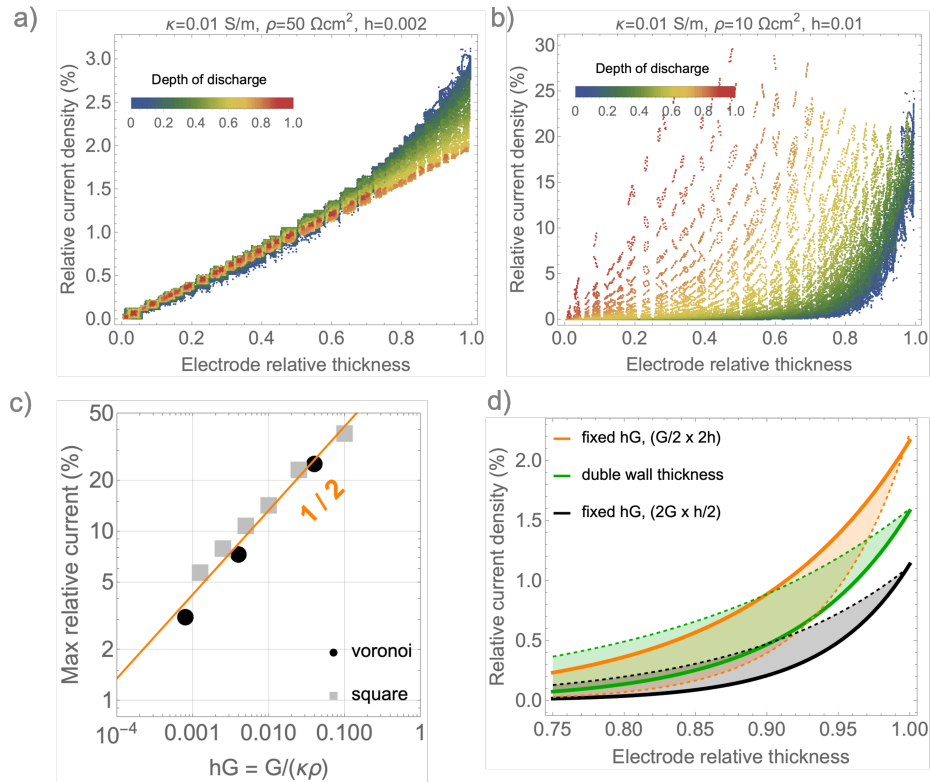 a)
κ=0.01 S/m, ρ=50 Ωcm², h=0.002
Relative current density (%)
3.0
2.5
2.0
1.5
1.0
0.5
0.0
Depth of discharge
0 0.2 0.4 0.6 0.8 1.0
0.0 0.2 0.4 0.6 0.8 1.0
Electrode relative thickness
b)
κ=0.01 S/m, ρ=10 Ωcm², h=0.01
Relative current density (%)
30
25
20
15
10
5
0
Depth of discharge
0 0.2 0.4 0.6 0.8 1.0
0.0 0.2 0.4 0.6 0.8 1.0
Electrode relative thickness
c)
Max relative current (%)
50
20
10
5
2
1
1/2
voronoi
square
10⁻⁴ 0.001 0.010 0.100 1
hG = G/(κρ)
d)
Relative current density (%)
2.0
1.5
1.0
0.5
0.0
fixed hG, (G/2 x 2h)
duble wall thickness
fixed hG, (2G x h/2)
0.75 0.80 0.85 0.90 0.95 1.00
Electrode relative thickness